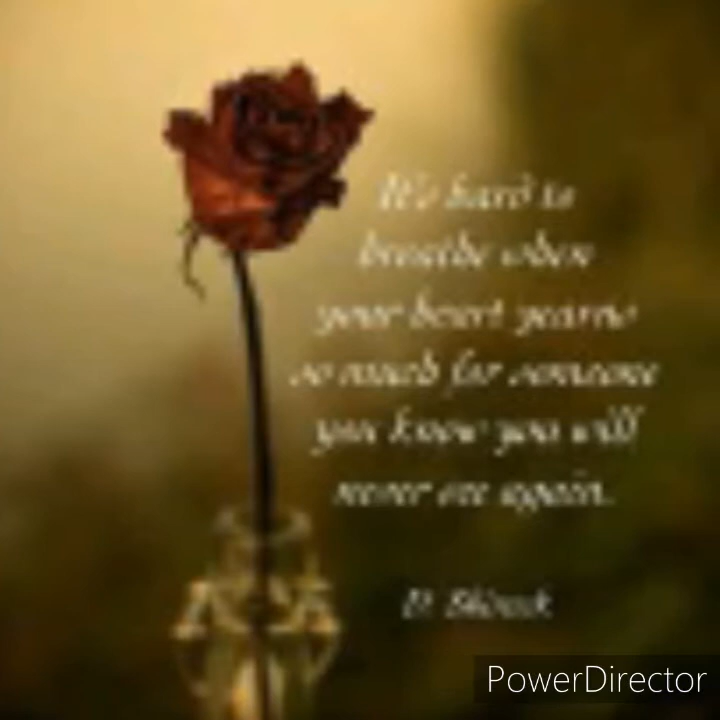 It's hard to
breathe when
your heart yearns
so much for someone
you know you will
never see again.
PowerDirector